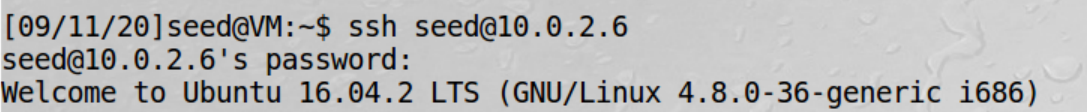 [09/11/20]seed@VM:~$ ssh seed@10.0.2.6
seed@10.0.2.6's password:
Welcome to Ubuntu 16.04.2 LTS (GNU/Linux 4.8.0-36-generic i686)